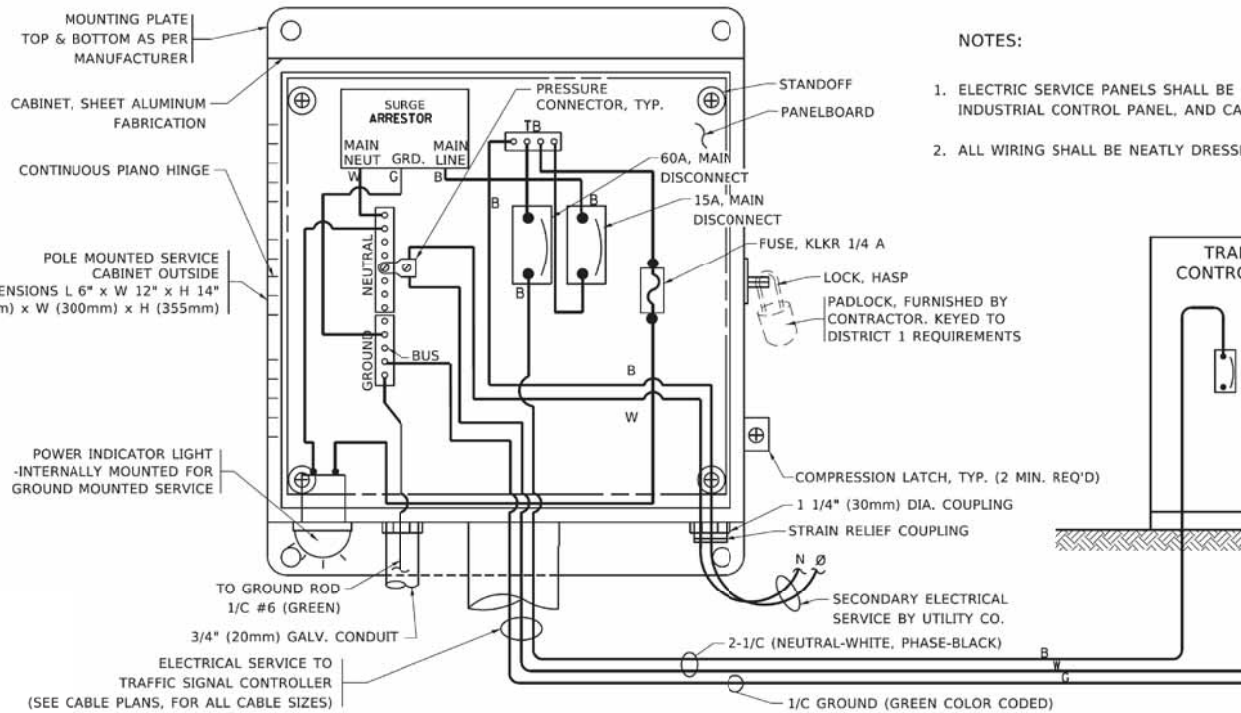 MOUNTING PLATE
TOP & BOTTOM AS PER
MANUFACTURER
CABINET, SHEET ALUMINUM
FABRICATION
CONTINUOUS PIANO HINGE
POLE MOUNTED SERVICE
CABINET OUTSIDE
ENSIONS L 6" x W 12" x H 14"
m) x W (300mm) x H (355mm)
POWER INDICATOR LIGHT
-INTERNALLY MOUNTED FOR
GROUND MOUNTED SERVICE
SURGE
ARRESTOR
MAIN
NEUT
GRD.
MAIN
LINE
W
G
B
PRESSURE
CONNECTOR, TYP.
TB
NEUTRAL
GROUND
BUS
B
B
B
B
W
STANDOFF
PANELBOARD
60A, MAIN
DISCONNECT
15A, MAIN
DISCONNECT
FUSE, KLKR 1/4 A
LOCK, HASP
PADLOCK, FURNISHED BY
CONTRACTOR. KEYED TO
DISTRICT 1 REQUIREMENTS
COMPRESSION LATCH, TYP. (2 MIN. REQ'D)
1 1/4" (30mm) DIA. COUPLING
STRAIN RELIEF COUPLING
N Ø
SECONDARY ELECTRICAL
SERVICE BY UTILITY CO.
TO GROUND ROD
1/C #6 (GREEN)
3/4" (20mm) GALV. CONDUIT
ELECTRICAL SERVICE TO
TRAFFIC SIGNAL CONTROLLER
(SEE CABLE PLANS, FOR ALL CABLE SIZES)
2-1/C (NEUTRAL-WHITE, PHASE-BLACK)
B
W
G
1/C GROUND (GREEN COLOR CODED)
NOTES:
1. ELECTRIC SERVICE PANELS SHALL BE
INDUSTRIAL CONTROL PANEL, AND CA
2. ALL WIRING SHALL BE NEATLY DRESS
TRA
CONTRO